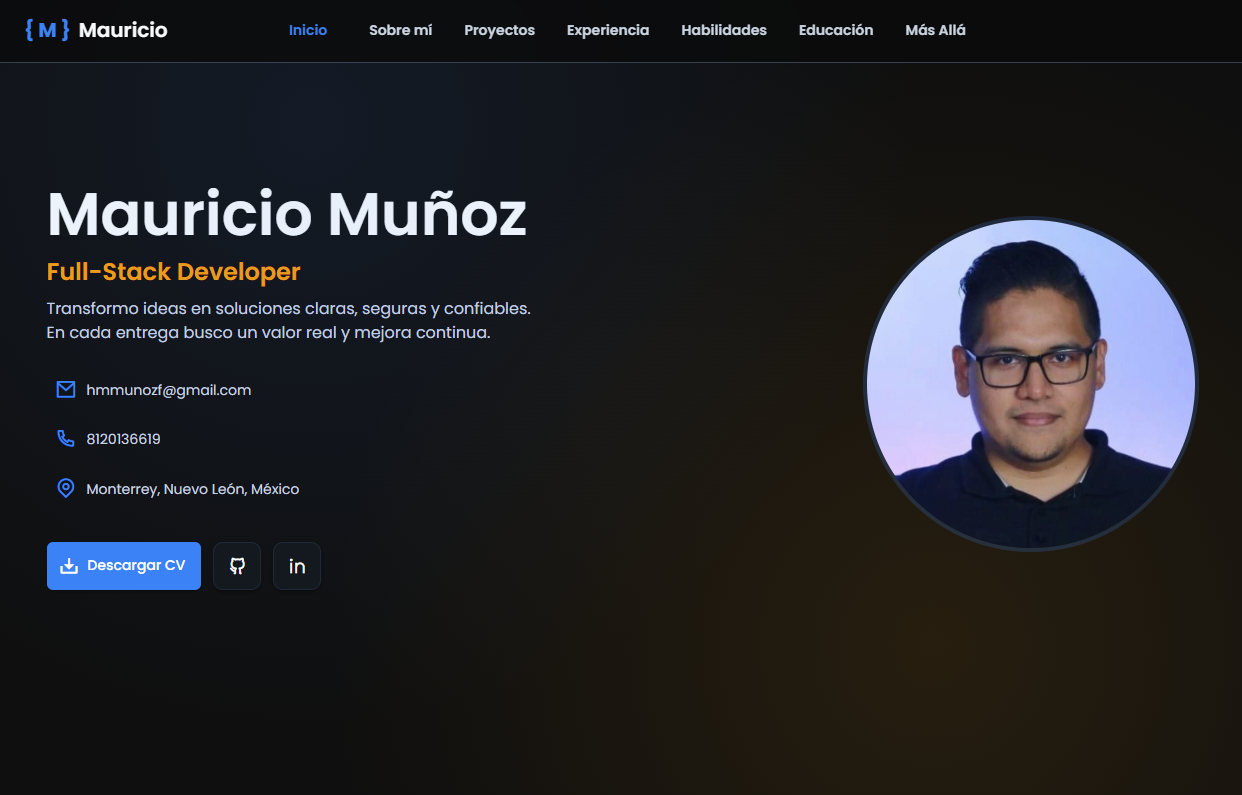 { M } Mauricio Inicio Sobre mí Proyectos Experiencia Habilidades Educación Más Allá
Mauricio Muñoz
Full-Stack Developer
Transformo ideas en soluciones claras, seguras y confiables.
En cada entrega busco un valor real y mejora continua.
hmmunozf@gmail.com
8120136619
Monterrey, Nuevo León, México
Descargar CV in